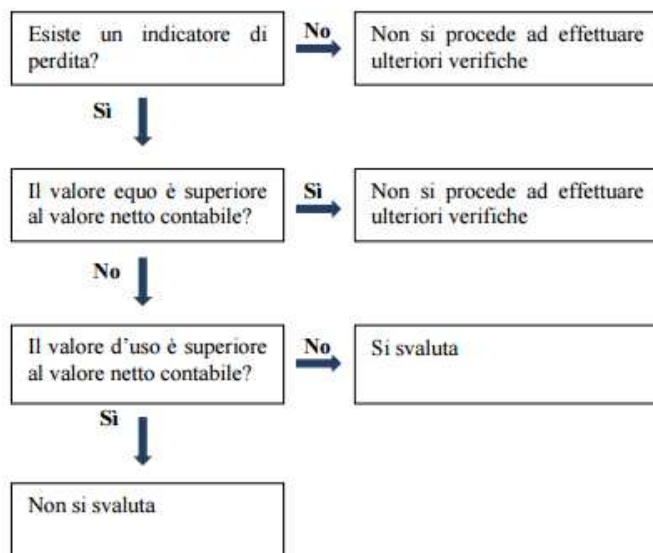 Esiste un indicatore di
perdita?
No
Non si procede ad effettuare
ulteriori verifiche
Sì
Il valore equo è superiore
al valore netto contabile?
Sì
Non si procede ad effettuare
ulteriori verifiche
No
Il valore d’uso è superiore
al valore netto contabile?
No
Si svaluta
Sì
Non si svaluta